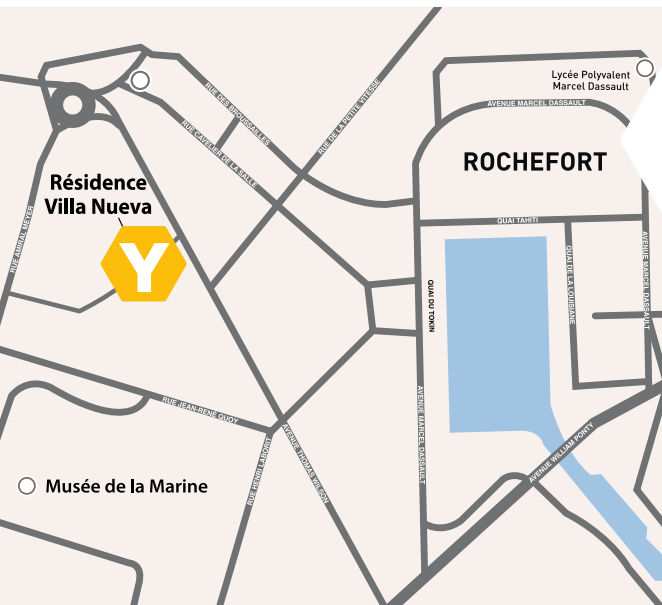 Lycée Polyvalent
Marcel Dassault
RUE DES BROUSSAILLES
RUE DE LA PETITE VITESSE
AVENUE MARCEL DASSAULT
RUE CAVELIER DE LA SALLE
ROCHEFORT
Résidence
Villa Nueva
Y
RUE AMIRAL MEYER
QUAI TAHITI
QUAI DE LA LOUISIANE
AVENUE MARCEL DASSAULT
QUAI DU TOKIN
RUE JEAN-RENÉ QUOY
AVENUE MARCEL DASSAULT
RUE HENRI LABORIT
AVENUE THOMAS WILSON
AVENUE WILLIAM PONTY
Musée de la Marine